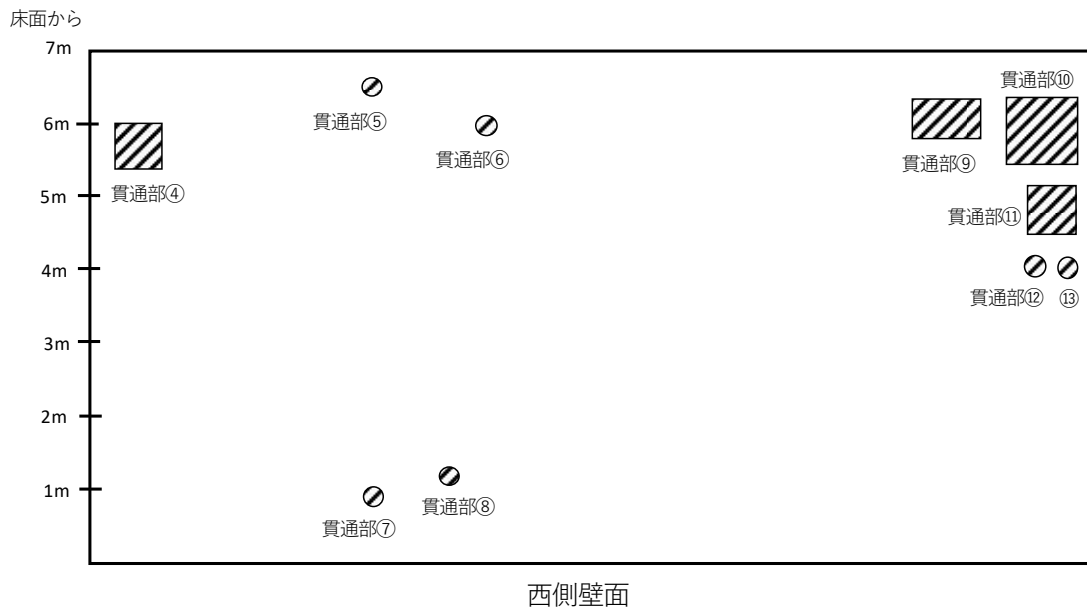 床面から
7m
貫通部⑩
貫通部⑤
6m
貫通部⑥
貫通部⑨
貫通部④
5m
貫通部⑪
4m
貫通部⑫
⑬
3m
2m
1m
貫通部⑧
貫通部⑦
西側壁面